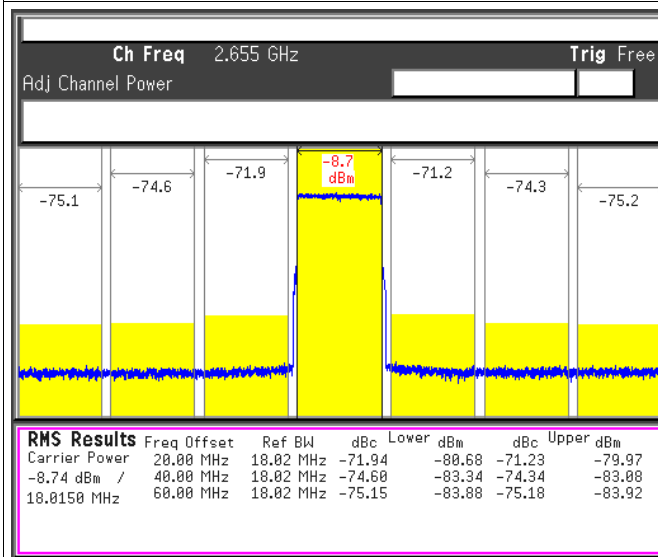 Ch Freq 2.655 GHz Trig Free
Adj Channel Power
-8.7
dBm
-75.1 -74.6 -71.9 -71.2 -74.3 -75.2
RMS Results Freq Offset Ref BW dBc Lower dBm dBc Upper dBm
Carrier Power 20.00 MHz 18.02 MHz -71.94 -80.68 -71.23 -79.97
-8.74 dBm / 40.00 MHz 18.02 MHz -74.60 -83.34 -74.34 -83.08
18.0150 MHz 60.00 MHz 18.02 MHz -75.15 -83.88 -75.18 -83.92